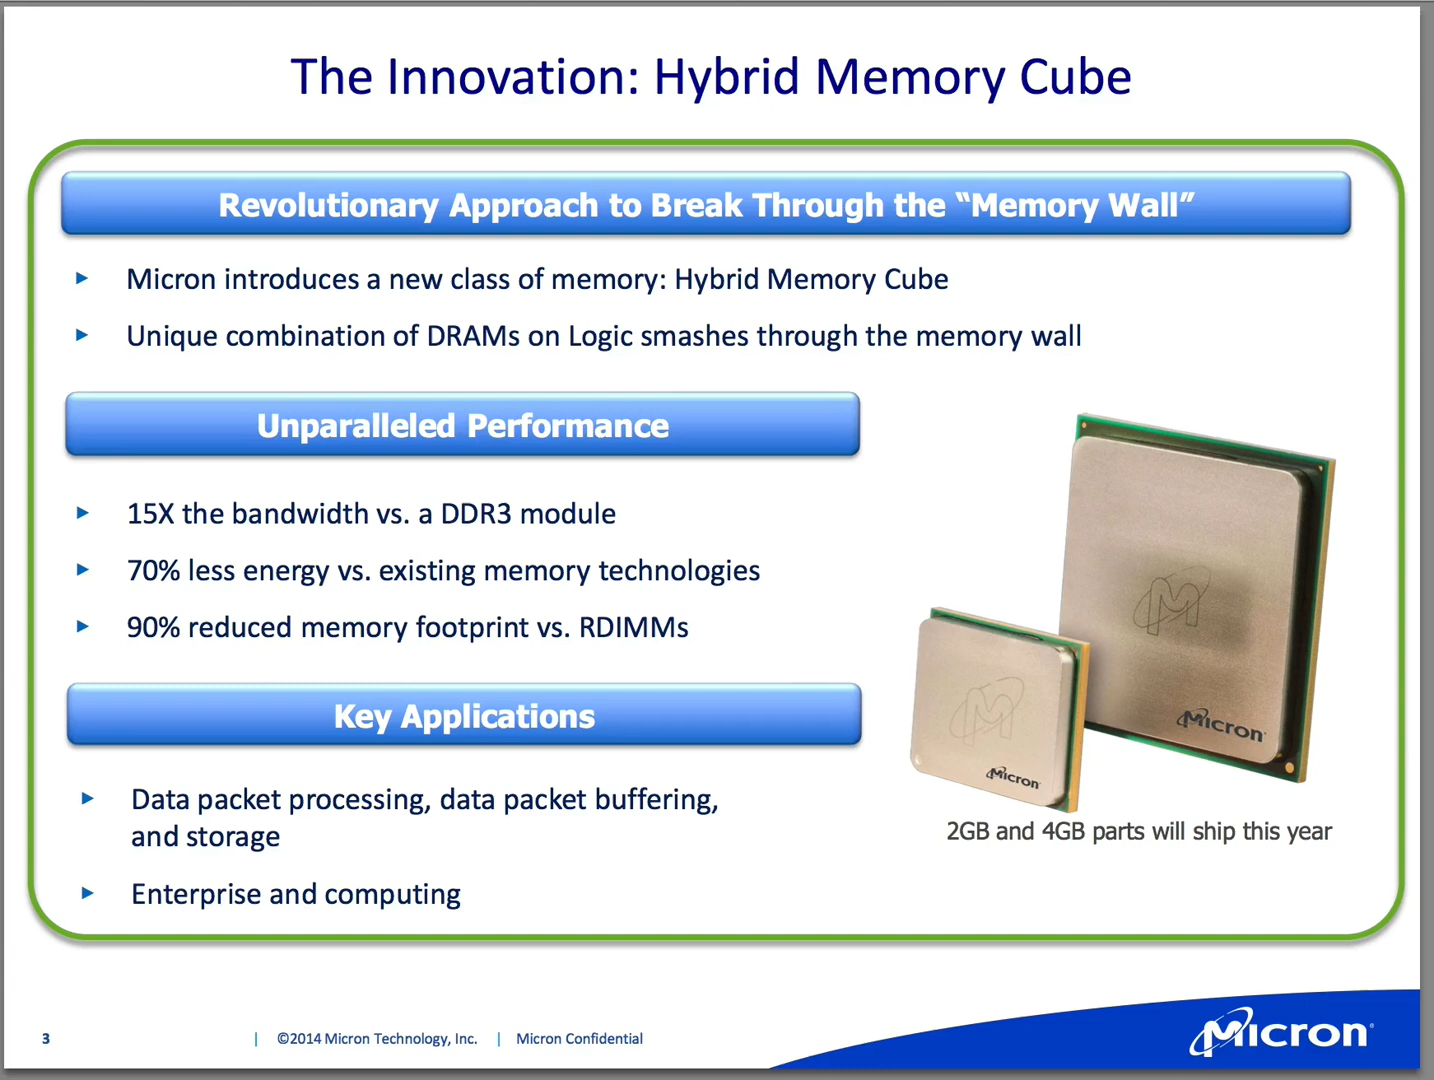 The Innovation: Hybrid Memory Cube
Revolutionary Approach to Break Through the “Memory Wall”
Micron introduces a new class of memory: Hybrid Memory Cube
Unique combination of DRAMs on Logic smashes through the memory wall
Unparalleled Performance
15X the bandwidth vs. a DDR3 module
70% less energy vs. existing memory technologies
90% reduced memory footprint vs. RDIMMs
Key Applications
Data packet processing, data packet buffering,
and storage
Enterprise and computing
Micron
Micron
2GB and 4GB parts will ship this year
3 | ©2014 Micron Technology, Inc. | Micron Confidential
Micron